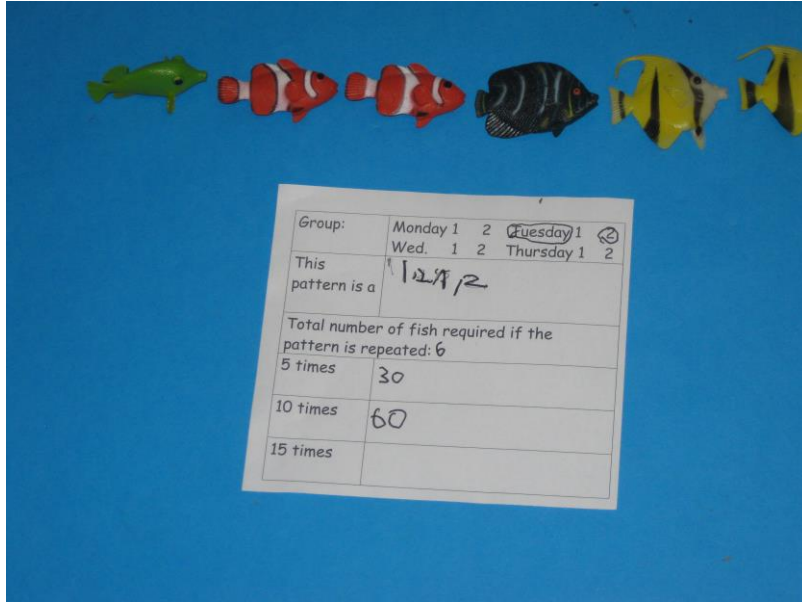 Group:
Monday 1 2 Tuesday 1 2
Wed. 1 2 Thursday 1 2
This
pattern is a
Total number of fish required if the
pattern is repeated: 6
5 times
30
10 times
60
15 times